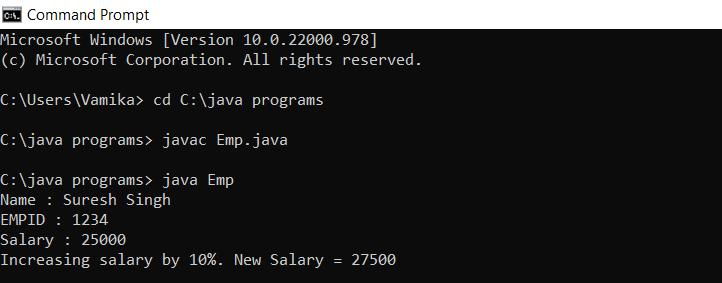 Command Prompt
Microsoft Windows [Version 10.0.22000.978]
(c) Microsoft Corporation. All rights reserved.
C:\Users\Vamika> cd C:\java programs
C:\java programs> javac Emp.java
C:\java programs> java Emp
Name : Suresh Singh
EMPID : 1234
Salary : 25000
Increasing salary by 10%. New Salary = 27500